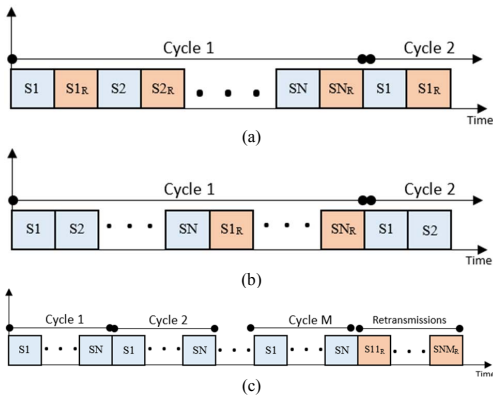 Cycle 1 Cycle 2
S1 S1R S2 S2R . . . SN SNR S1 S1R
Time
(a)
Cycle 1 Cycle 2
S1 S2 . . . SN S1R . . . SNR S1 S2
Time
(b)
Cycle 1 Cycle 2 Cycle M Retransmissions
S1 . . . SN S1 . . . SN . . . S1 . . . SN S11R . . . SNMR
Time
(c)